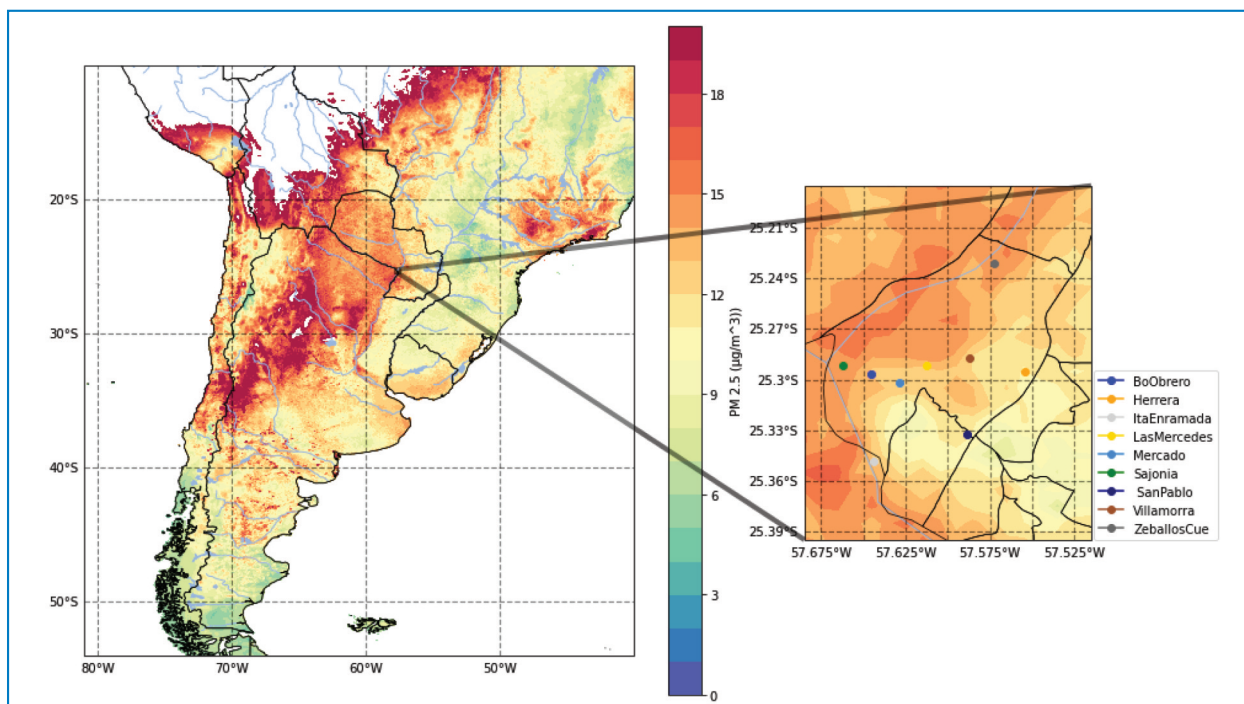 20°S
30°S
40°S
50°S
80°W
70°W
60°W
50°W
18
15
12
9
6
3
0
PM 2.5 (μg/m^3))
25.21°S
25.24°S
25.27°S
25.3°S
25.33°S
25.36°S
25.39°S
57.675°W
57.625°W
57.575°W
57.525°W
BoObrero
Herrera
ItaEnramada
LasMercedes
Mercado
Sajonia
SanPablo
Villamorra
ZeballosCue